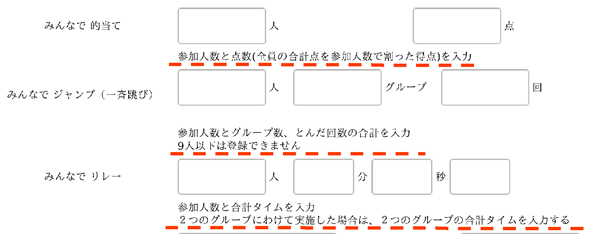 みんなで 的当て 人 点
参加人数と点数(全員の合計点を参加人数で割った得点)を入力
みんなで ジャンプ（一斉跳び） 人 グループ 回
参加人数とグループ数、とんだ回数の合計を入力
9人以下は登録できません
みんなで リレー 人 分 秒
参加人数と合計タイムを入力
２つのグループにわけて実施した場合は、２つのグループの合計タイムを入力する